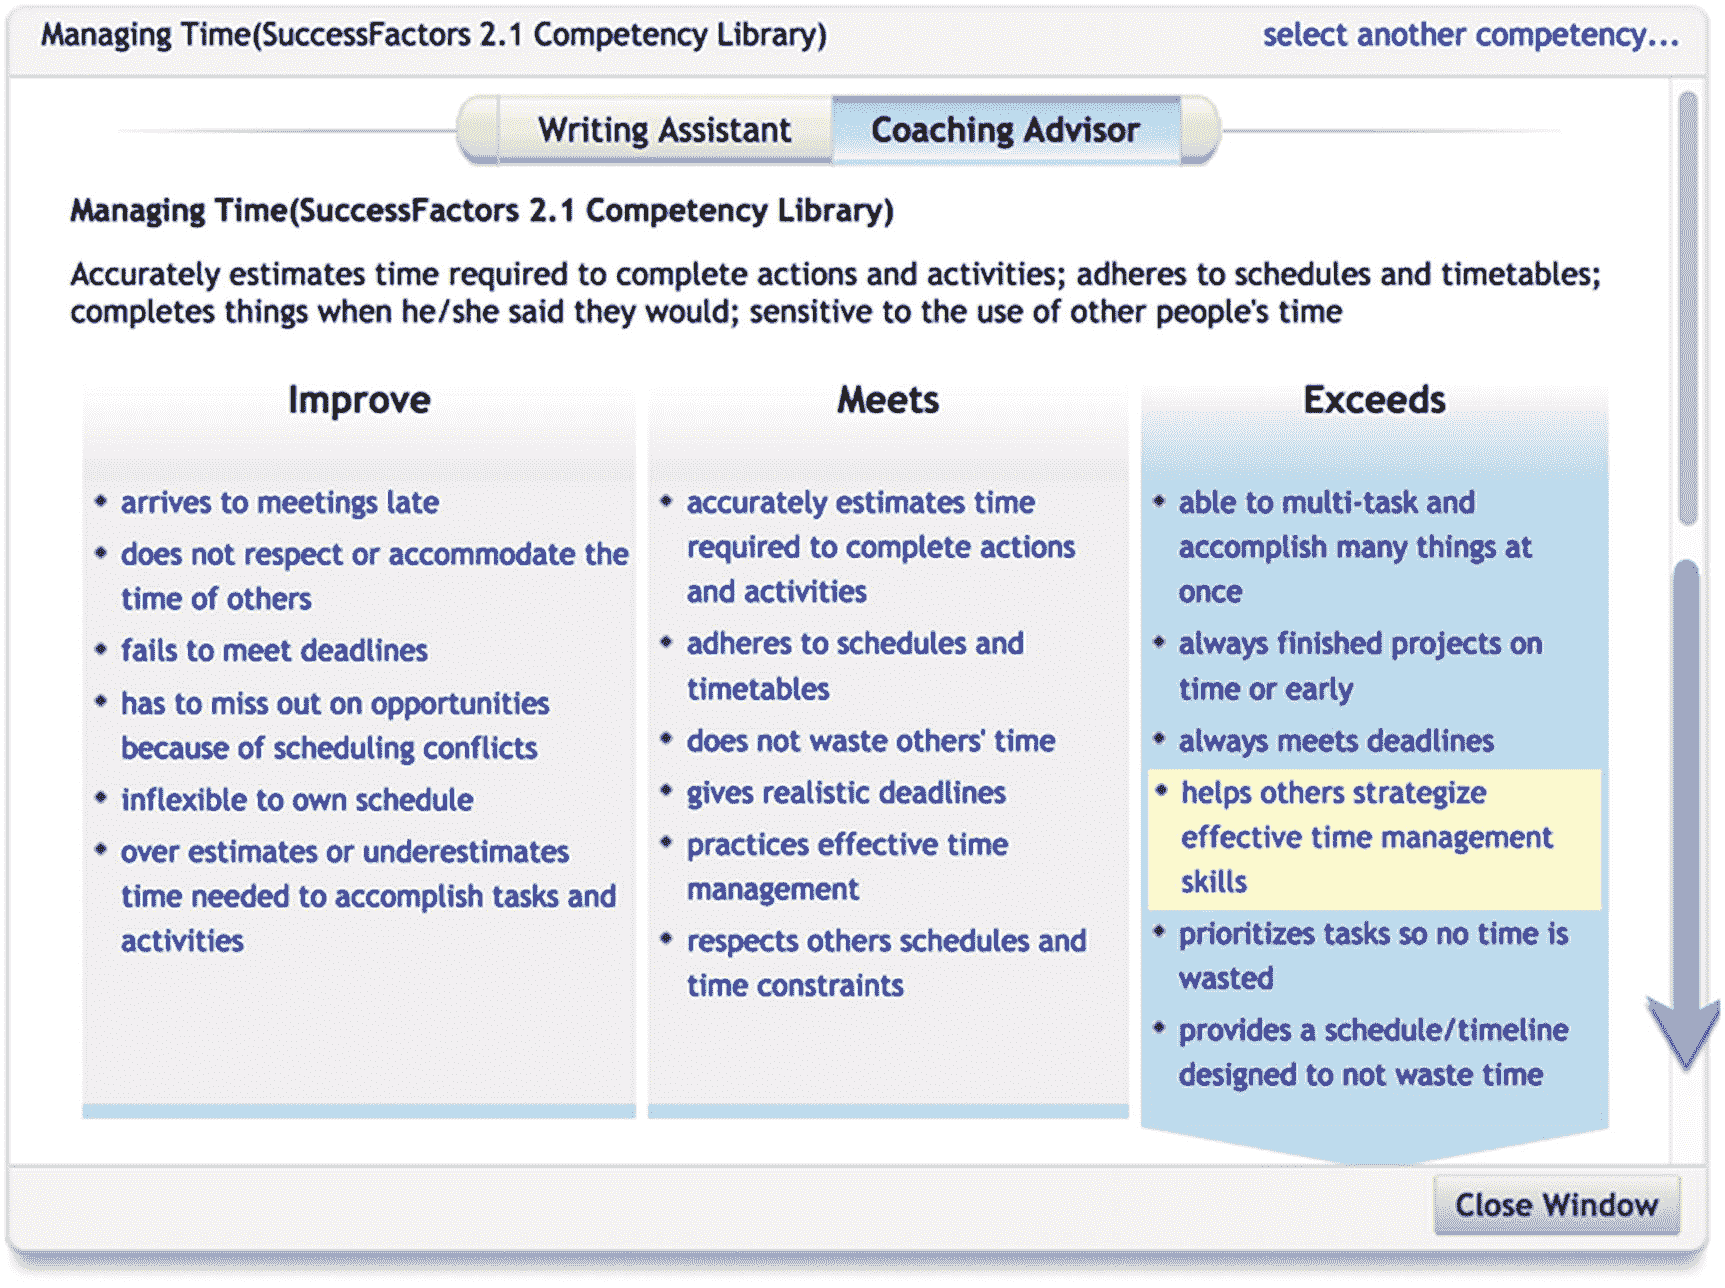 Managing Time(SuccessFactors 2.1 Competency Library)
select another competency...
Writing Assistant
Coaching Advisor
Managing Time(SuccessFactors 2.1 Competency Library)
Accurately estimates time required to complete actions and activities; adheres to schedules and timetables;
completes things when he/she said they would; sensitive to the use of other people's time
Improve
• arrives to meetings late
• does not respect or accommodate the
time of others
• fails to meet deadlines
• has to miss out on opportunities
because of scheduling conflicts
• inflexible to own schedule
• over estimates or underestimates
time needed to accomplish tasks and
activities
Meets
• accurately estimates time
required to complete actions
and activities
• adheres to schedules and
timetables
• does not waste others' time
• gives realistic deadlines
• practices effective time
management
• respects others schedules and
time constraints
Exceeds
• able to multi-task and
accomplish many things at
once
• always finished projects on
time or early
• always meets deadlines
• helps others strategize
effective time management
skills
• prioritizes tasks so no time is
wasted
• provides a schedule/timeline
designed to not waste time
Close Window